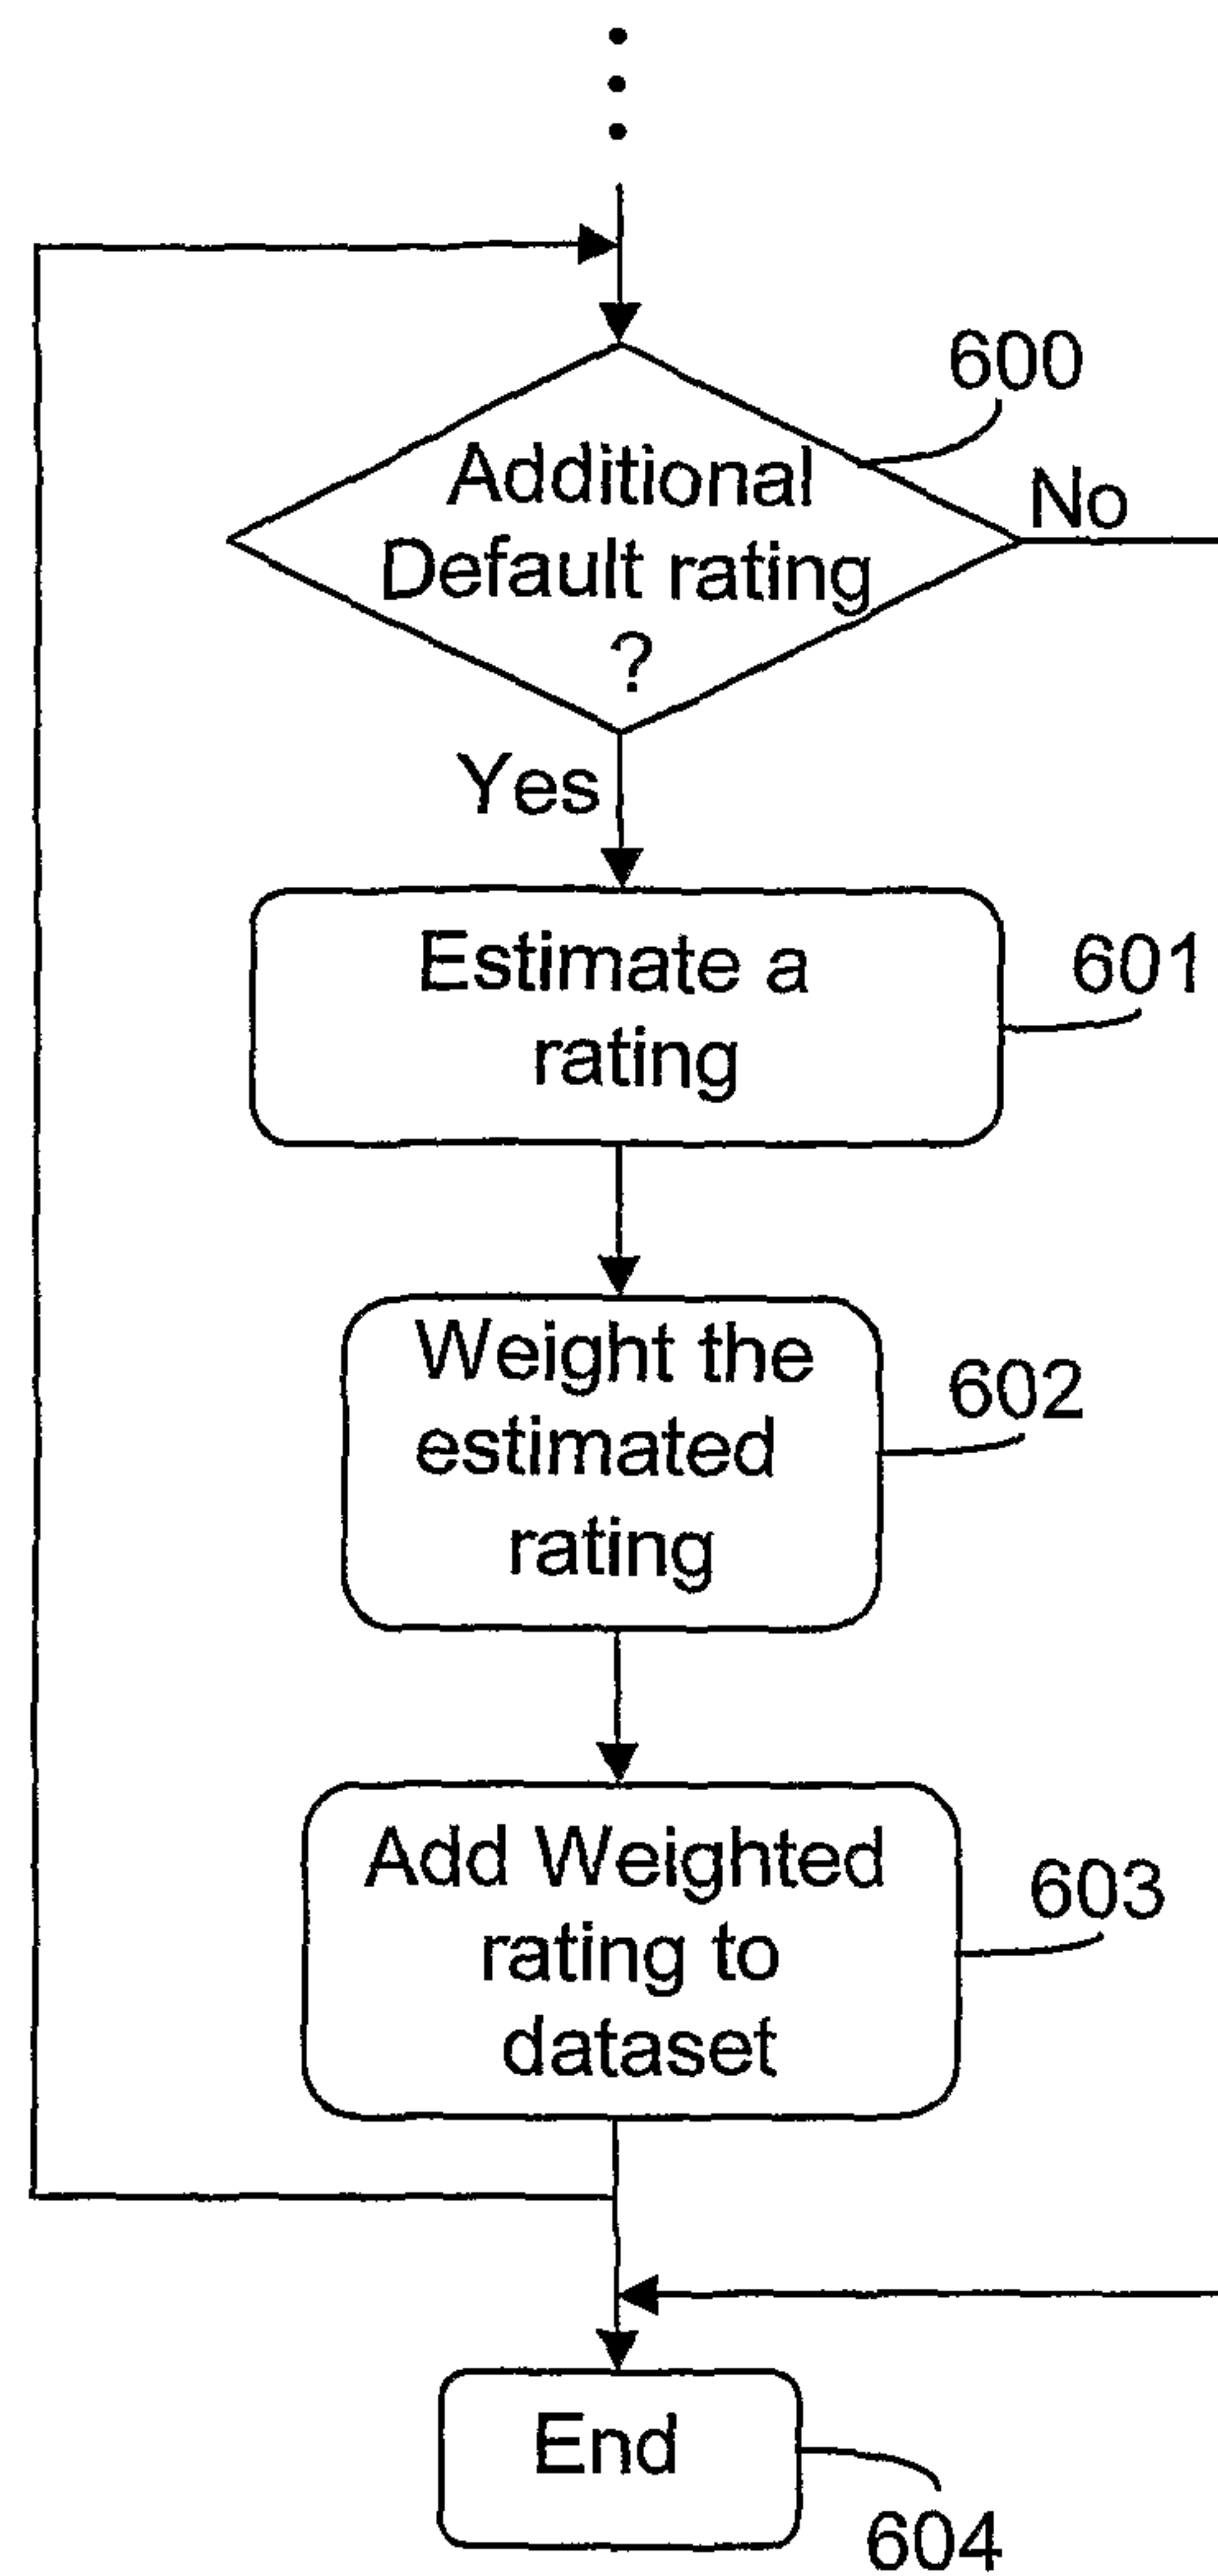 600
Additional
Default rating
?
No
Yes
Estimate a
rating
601
Weight the
estimated
rating
602
Add Weighted
rating to
dataset
603
End
604